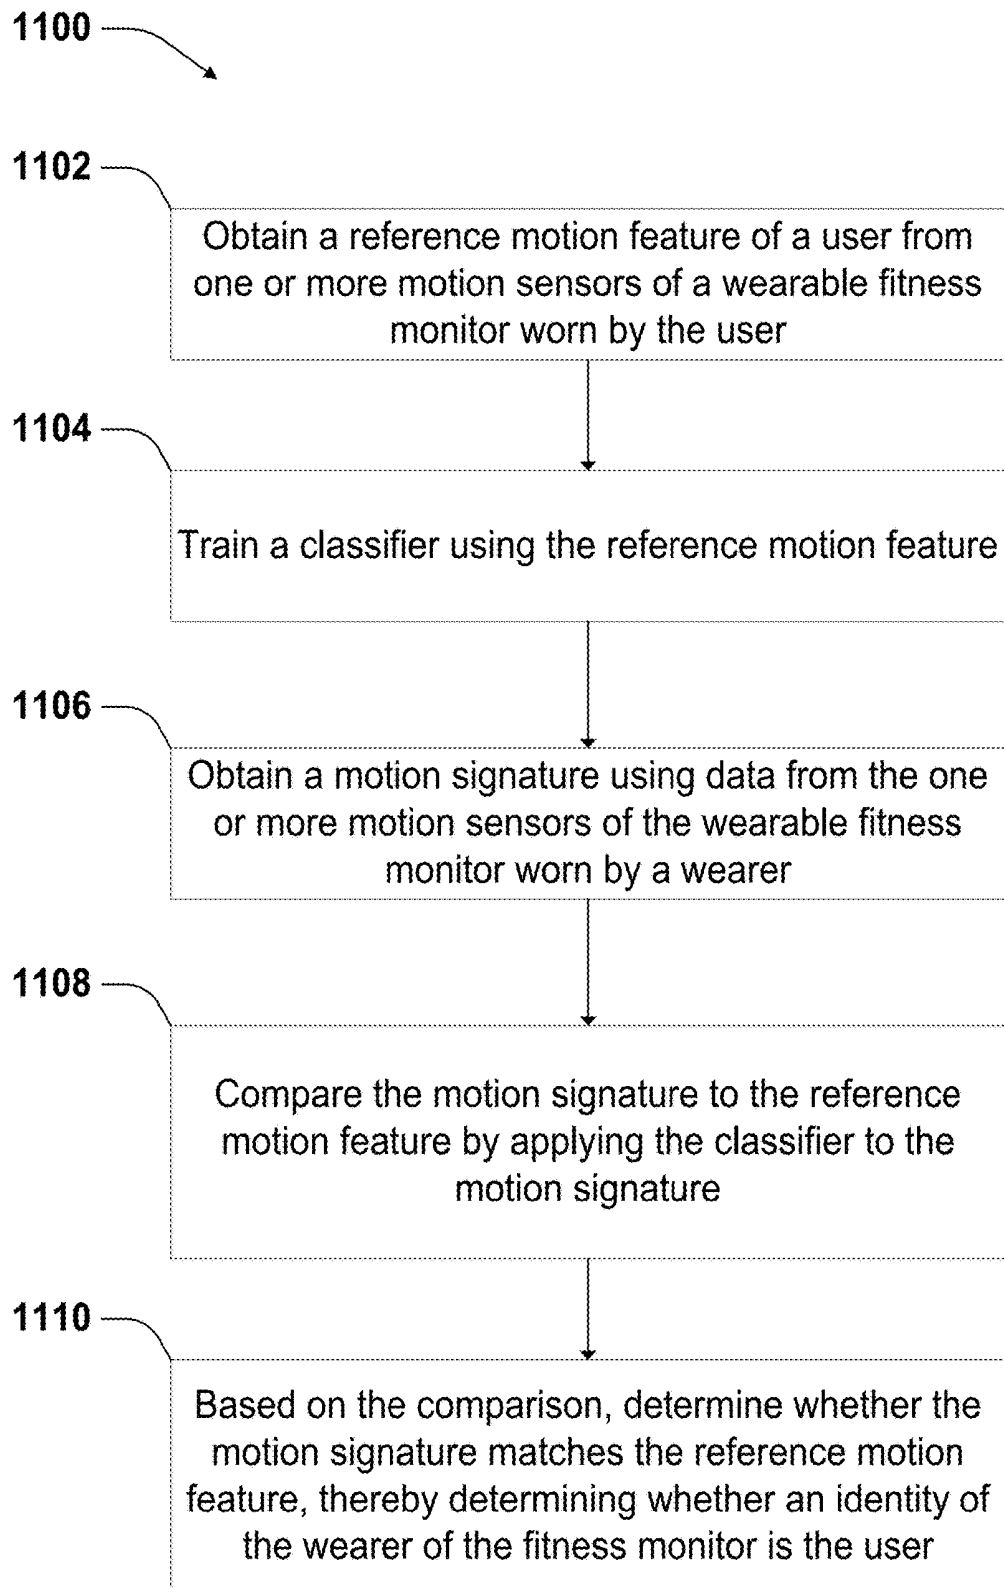 1100
1102
Obtain a reference motion feature of a user from
one or more motion sensors of a wearable fitness
monitor worn by the user
1104
Train a classifier using the reference motion feature
1106
Obtain a motion signature using data from the one
or more motion sensors of the wearable fitness
monitor worn by a wearer
1108
Compare the motion signature to the reference
motion feature by applying the classifier to the
motion signature
1110
Based on the comparison, determine whether the
motion signature matches the reference motion
feature, thereby determining whether an identity of
the wearer of the fitness monitor is the user